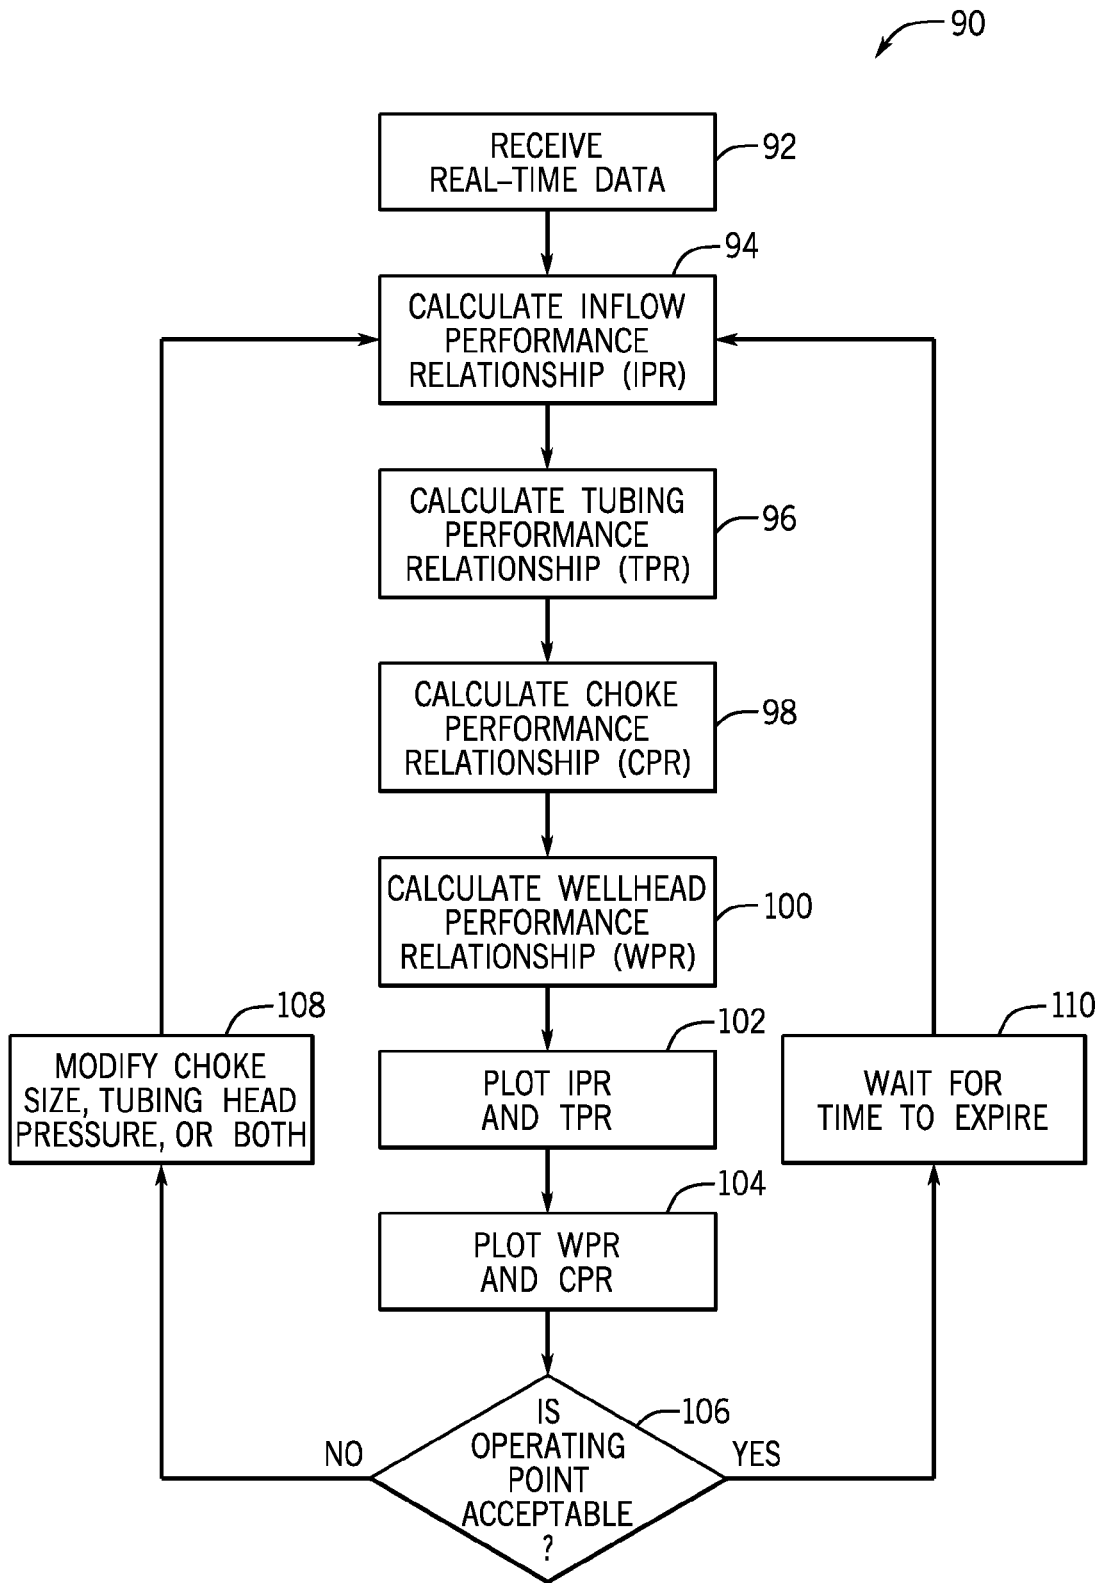 90
RECEIVE
REAL–TIME DATA
92
94
CALCULATE INFLOW
PERFORMANCE
RELATIONSHIP (IPR)
CALCULATE TUBING
PERFORMANCE
RELATIONSHIP (TPR)
96
CALCULATE CHOKE
PERFORMANCE
RELATIONSHIP (CPR)
98
CALCULATE WELLHEAD
PERFORMANCE
RELATIONSHIP (WPR)
100
108
MODIFY CHOKE
SIZE, TUBING HEAD
PRESSURE, OR BOTH
102
PLOT IPR
AND TPR
110
WAIT FOR
TIME TO EXPIRE
104
PLOT WPR
AND CPR
106
IS
OPERATING
POINT
ACCEPTABLE
?
NO
YES